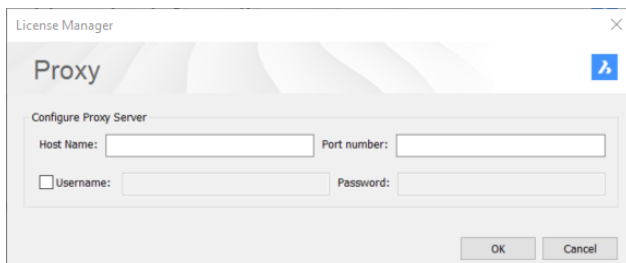 License Manager
Proxy
Configure Proxy Server
Host Name: Port number:
Username: Password:
OK Cancel